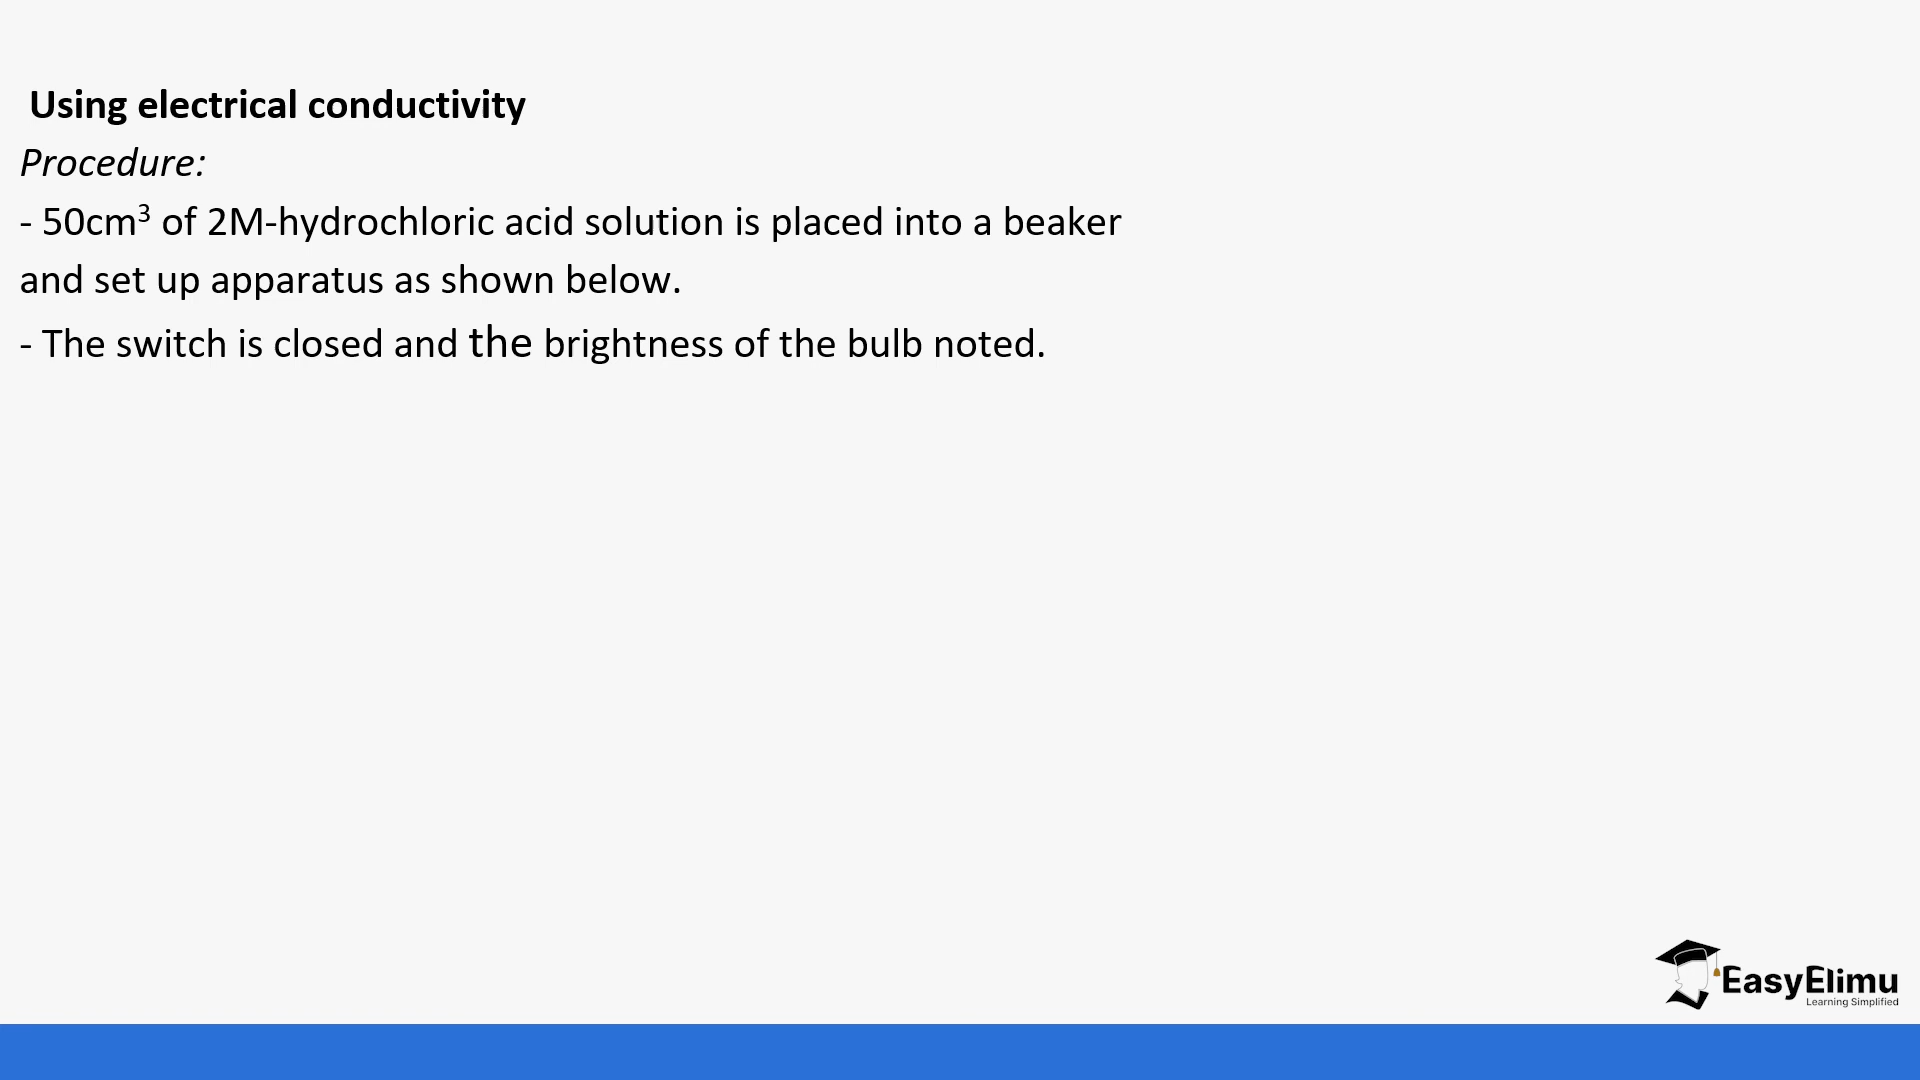 Using electrical conductivity
Procedure:
- 50cm³ of 2M-hydrochloric acid solution is placed into a beaker
and set up apparatus as shown below.
- The switch is closed and the brightness of the bulb noted.
EasyElimu
Learning Simplified